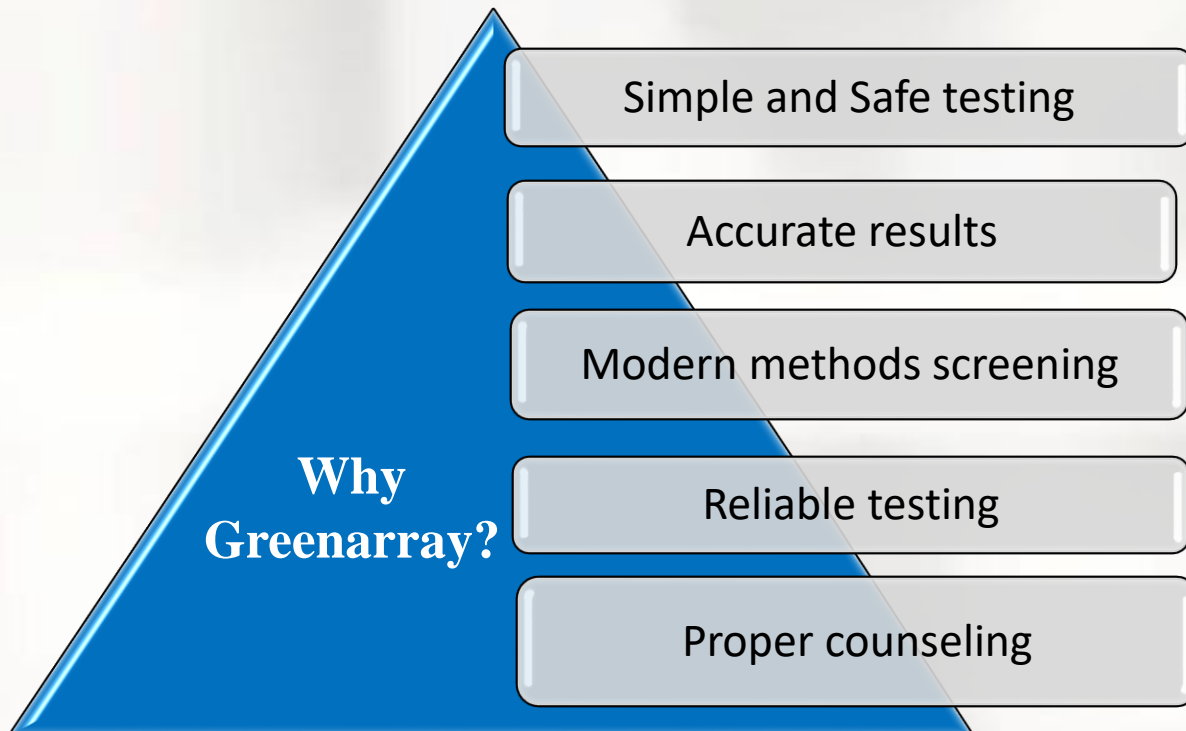 Simple and Safe testing
Accurate results
Modern methods screening
Why
Greenarray?
Reliable testing
Proper counseling